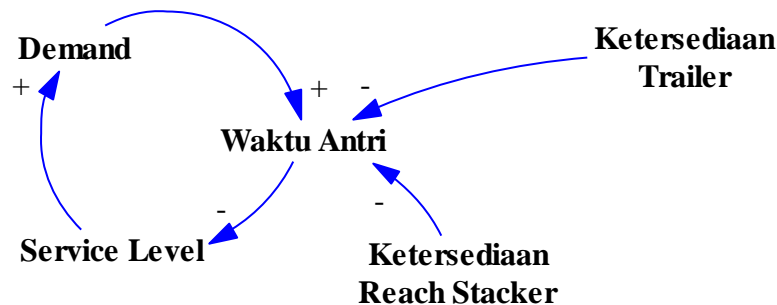 Demand
Ketersediaan
Trailer
+
+
-
Waktu Antri
-
-
Service Level
Ketersediaan
Reach Stacker